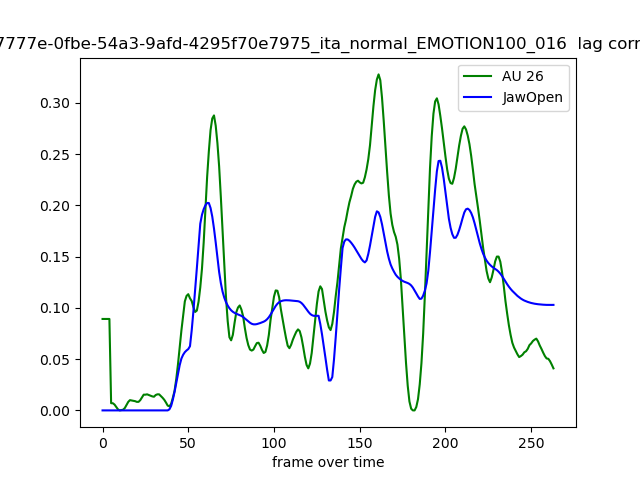 7777e-0fbe-54a3-9afd-4295f70e7975_ita_normal_EMOTION100_016 lag corr
AU 26
JawOpen
0.30
0.25
0.20
0.15
0.10
0.05
0.00
0 50 100 150 200 250
frame over time